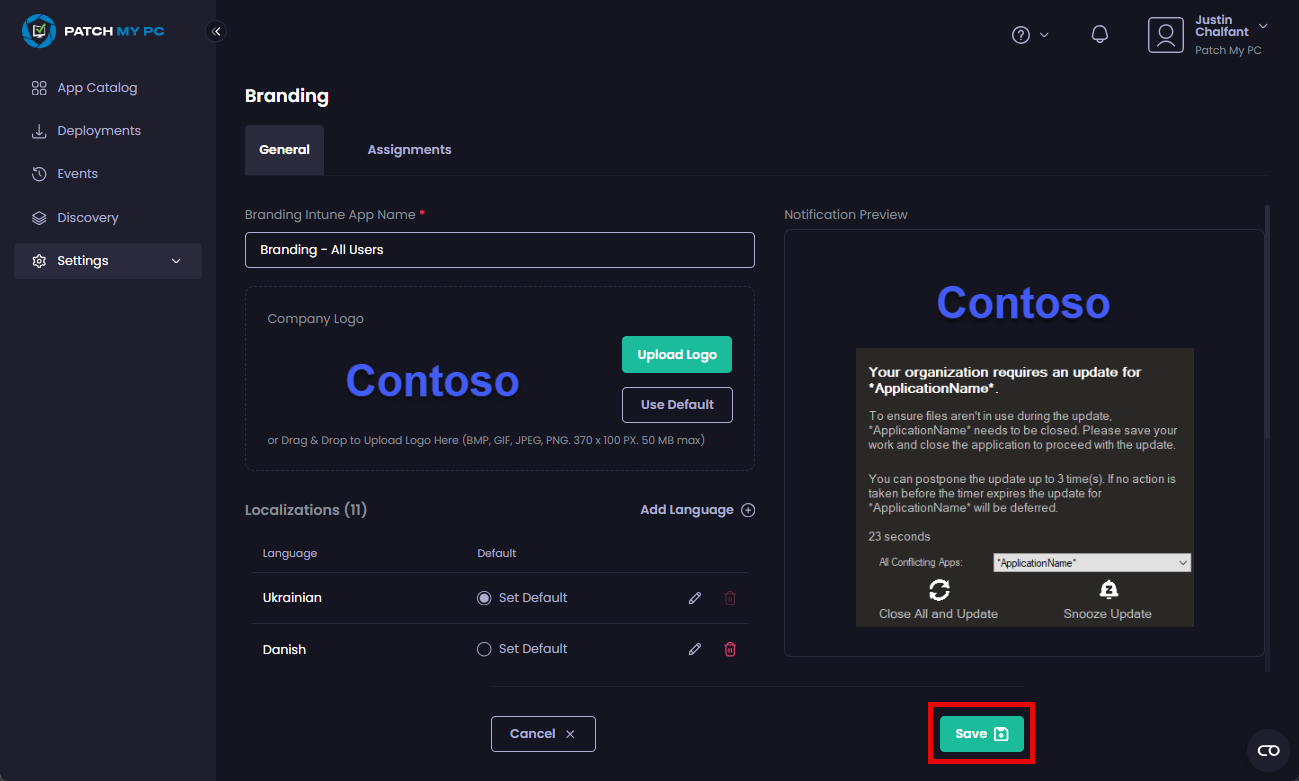 PATCH MY PC
Justin
Chalfant
Patch My PC
App Catalog
Deployments
Events
Discovery
Settings
Branding
General
Assignments
Branding Intune App Name *
Branding - All Users
Company Logo
Contoso
Upload Logo
Use Default
or Drag & Drop to Upload Logo Here (BMP, GIF, JPEG, PNG. 370 x 100 PX. 50 MB max)
Localizations (11)
Add Language
Language Default
Ukrainian Set Default
Danish Set Default
Notification Preview
Contoso
Your organization requires an update for
*ApplicationName*.
To ensure files aren't in use during the update,
*ApplicationName* needs to be closed. Please save your
work and close the application to proceed with the update.
You can postpone the update up to 3 time(s). If no action is
taken before the timer expires the update for
*ApplicationName* will be deferred.
23 seconds
All Conflicting Apps: *ApplicationName*
Close All and Update
Snooze Update
Cancel
Save